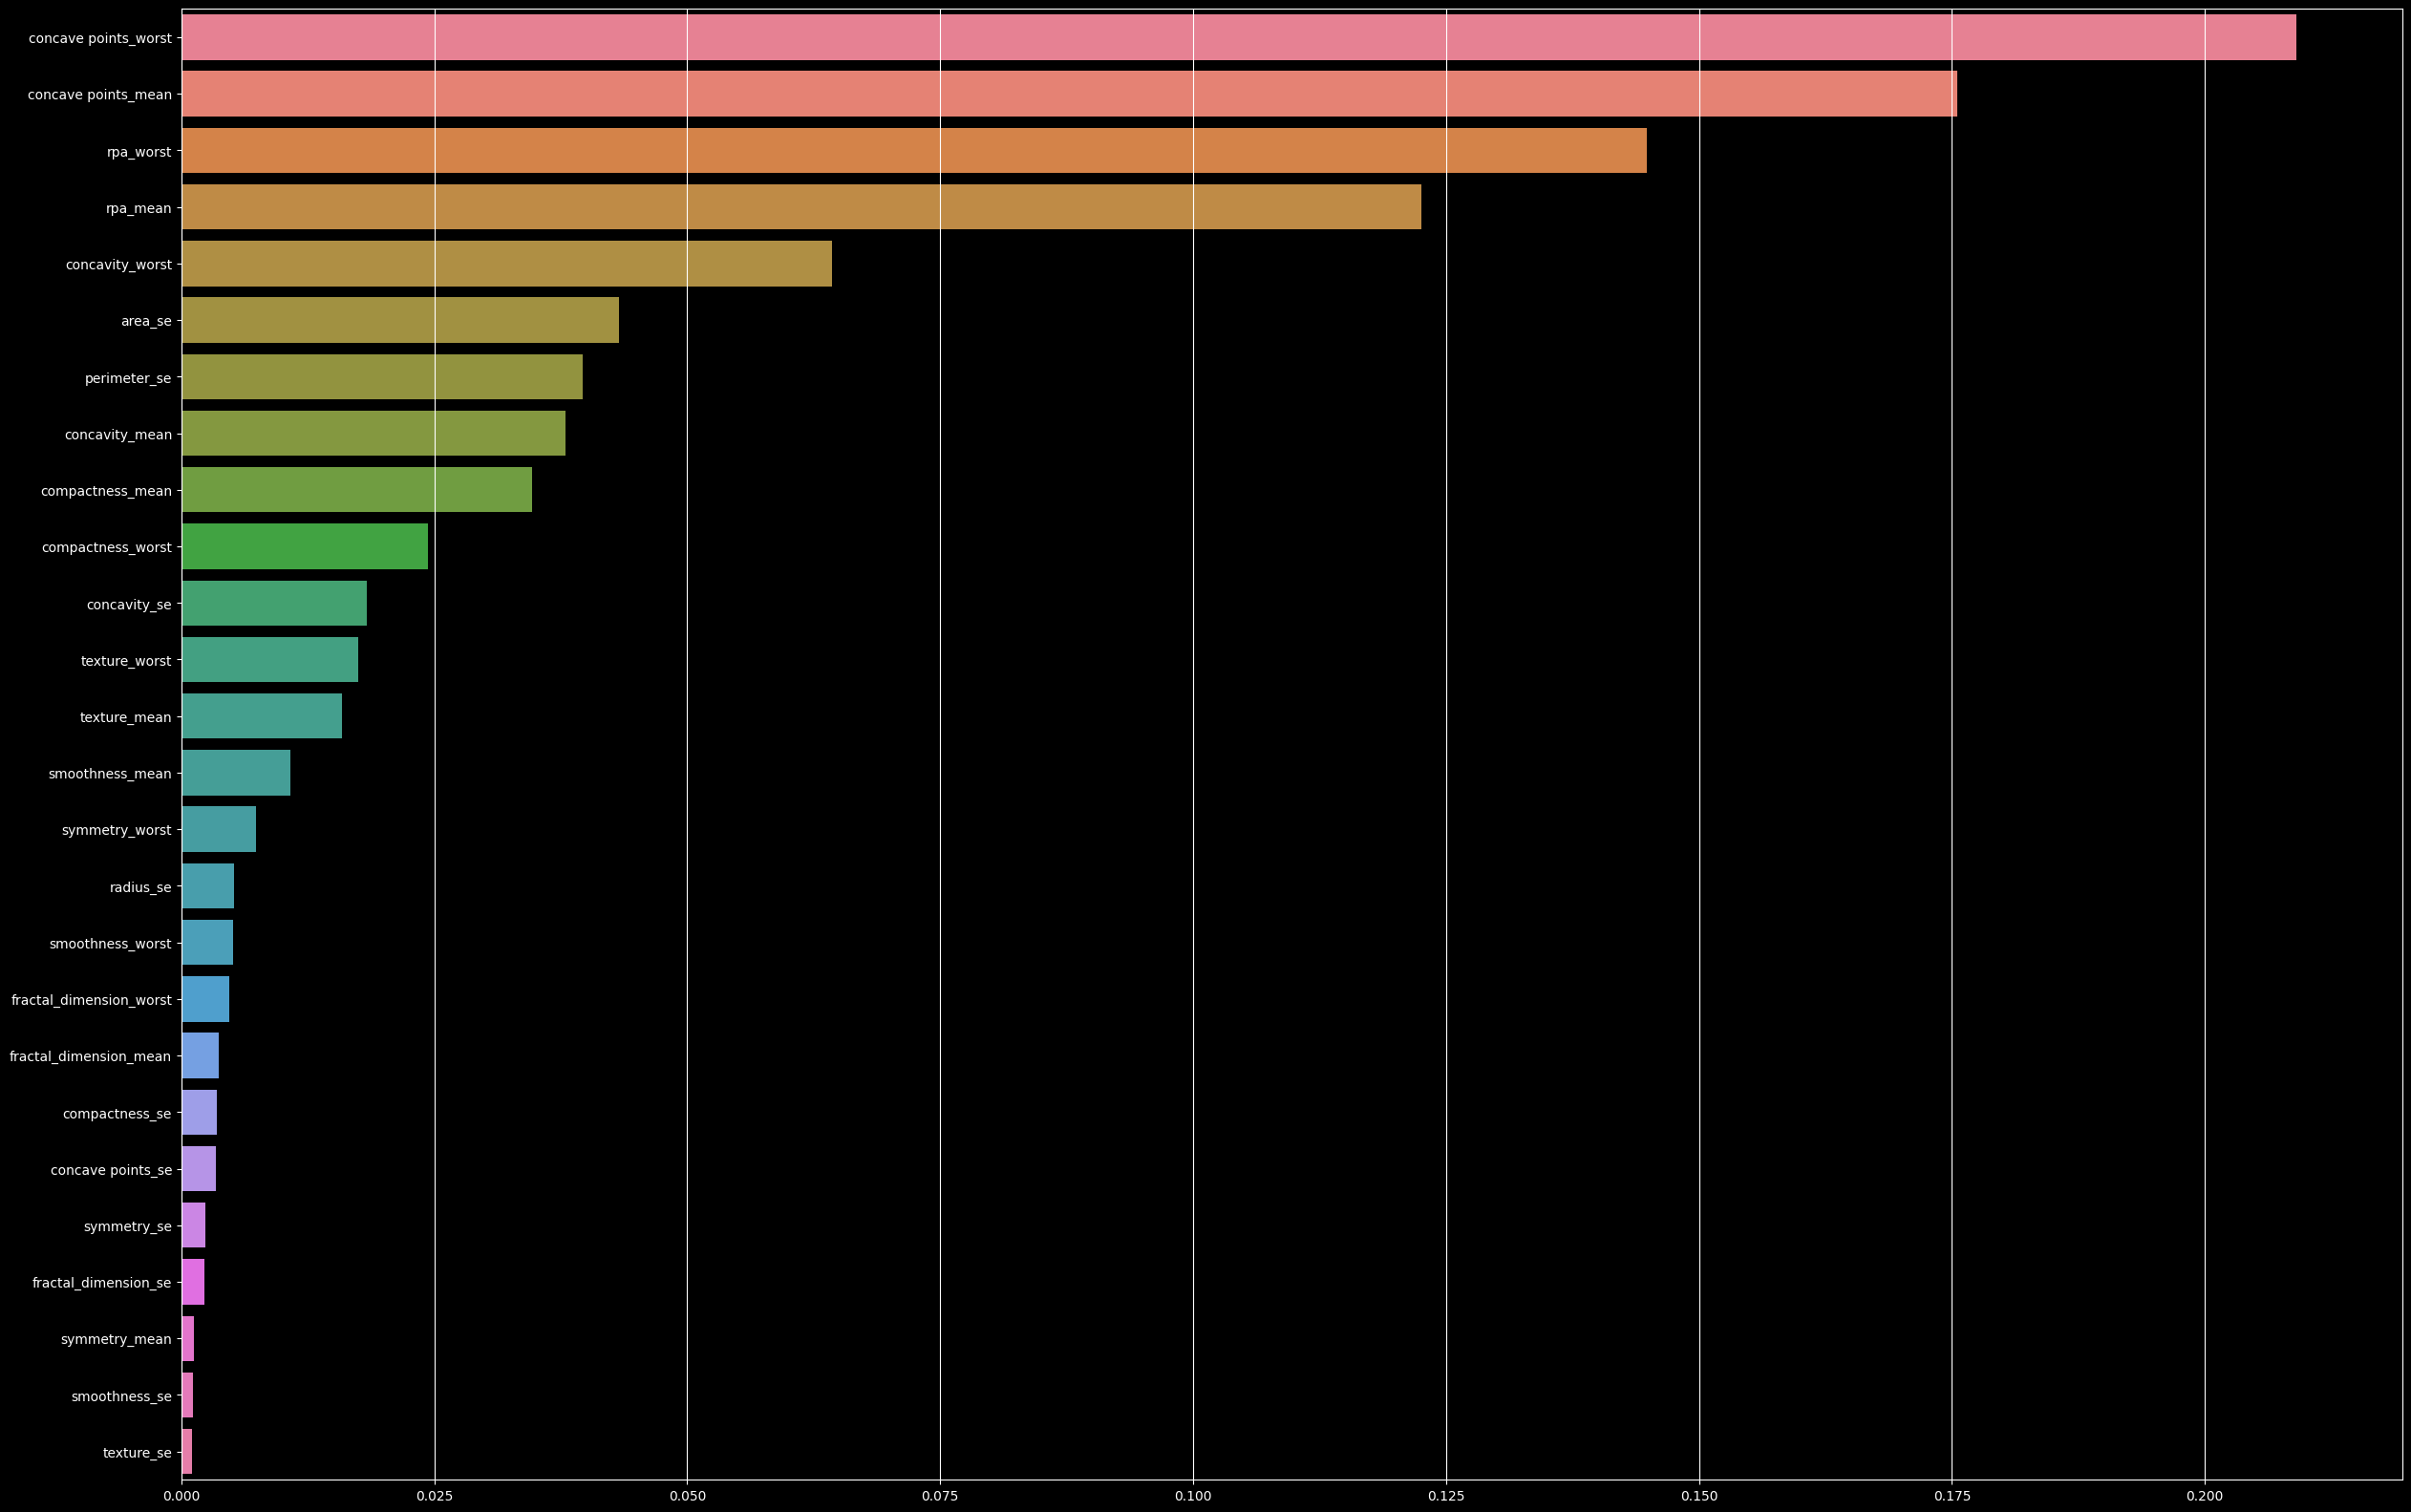 concave points_worst
concave points_mean
rpa_worst
rpa_mean
concavity_worst
area_se
perimeter_se
concavity_mean
compactness_mean
compactness_worst
concavity_se
texture_worst
texture_mean
smoothness_mean
symmetry_worst
radius_se
smoothness_worst
fractal_dimension_worst
fractal_dimension_mean
compactness_se
concave points_se
symmetry_se
fractal_dimension_se
symmetry_mean
smoothness_se
texture_se
0.000 0.025 0.050 0.075 0.100 0.125 0.150 0.175 0.200